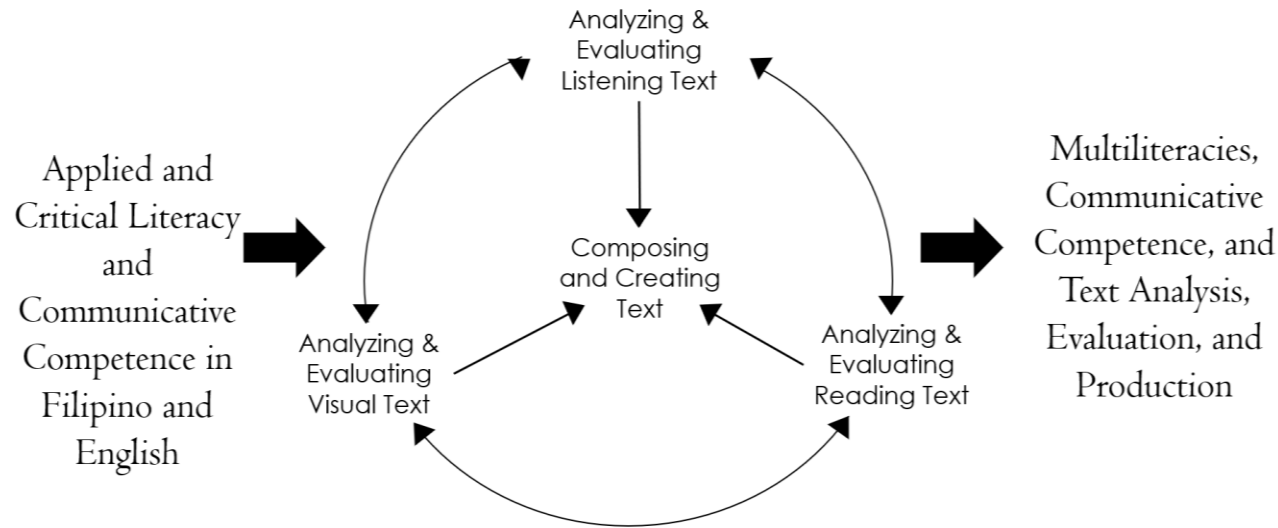 Analyzing &
Evaluating
Listening Text
Applied and
Critical Literacy
and
Communicative
Competence in
Filipino and
English
Composing
and Creating
Text
Analyzing &
Evaluating
Visual Text
Analyzing &
Evaluating
Reading Text
Multiliteracies,
Communicative
Competence, and
Text Analysis,
Evaluation, and
Production